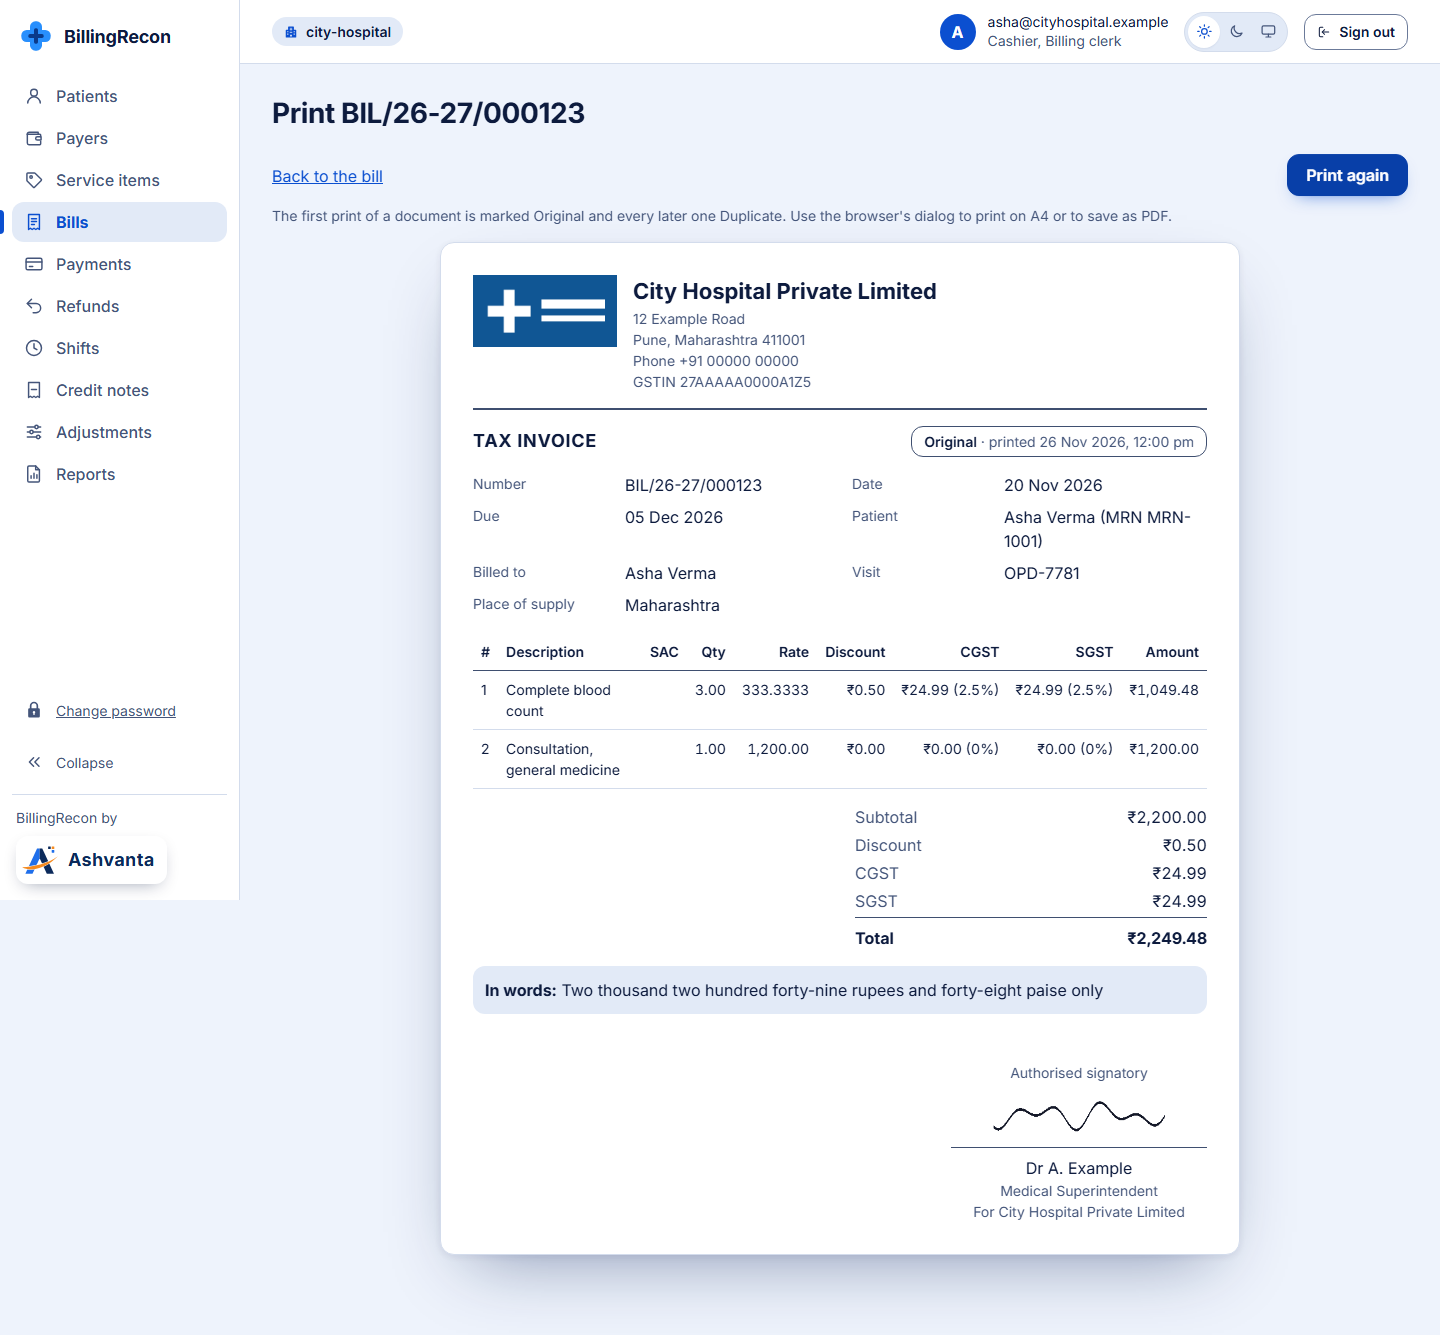 BillingRecon
city-hospital
A
asha@cityhospital.example
Cashier, Billing clerk
Sign out
Patients
Payers
Service items
Bills
Payments
Refunds
Shifts
Credit notes
Adjustments
Reports
Change password
Collapse
BillingRecon by
Ashvanta
Print BIL/26-27/000123
Back to the bill
Print again
The first print of a document is marked Original and every later one Duplicate. Use the browser's dialog to print on A4 or to save as PDF.
City Hospital Private Limited
12 Example Road
Pune, Maharashtra 411001
Phone +91 00000 00000
GSTIN 27AAAAA0000A1Z5
TAX INVOICE
Original · printed 26 Nov 2026, 12:00 pm
Number BIL/26-27/000123 Date 20 Nov 2026
Due 05 Dec 2026 Patient Asha Verma (MRN MRN-
1001)
Billed to Asha Verma Visit OPD-7781
Place of supply Maharashtra
# Description SAC Qty Rate Discount CGST SGST Amount
1 Complete blood 3.00 333.3333 ₹0.50 ₹24.99 (2.5%) ₹24.99 (2.5%) ₹1,049.48
count
2 Consultation, 1.00 1,200.00 ₹0.00 ₹0.00 (0%) ₹0.00 (0%) ₹1,200.00
general medicine
Subtotal ₹2,200.00
Discount ₹0.50
CGST ₹24.99
SGST ₹24.99
Total ₹2,249.48
In words: Two thousand two hundred forty-nine rupees and forty-eight paise only
Authorised signatory
Dr A. Example
Medical Superintendent
For City Hospital Private Limited